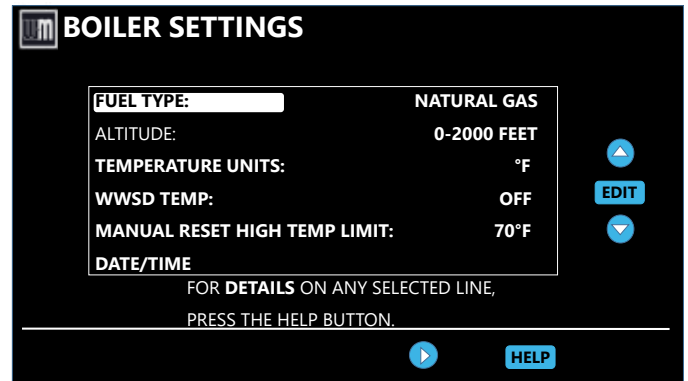 wm BOILER SETTINGS
FUEL TYPE: NATURAL GAS
ALTITUDE: 0-2000 FEET
TEMPERATURE UNITS: °F
WWSD TEMP: OFF
MANUAL RESET HIGH TEMP LIMIT: 70°F
DATE/TIME
EDIT
FOR DETAILS ON ANY SELECTED LINE,
PRESS THE HELP BUTTON.
HELP